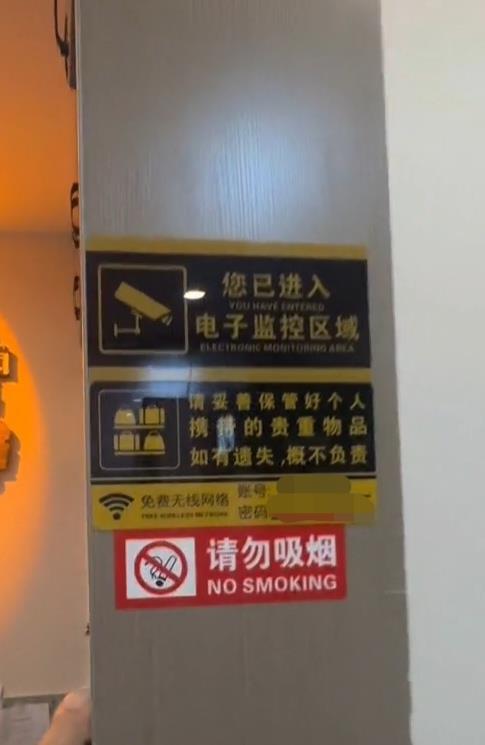 您已进入
YOU HAVE ENTERED
电子监控区域
ELECTRONIC MONITORING AREA
请妥善保管好个人
携带的贵重物品
如有遗失,概不负责
免费无线网络
FREE WIRELESS NETWORK
账号:
密码:
请勿吸烟
NO SMOKING